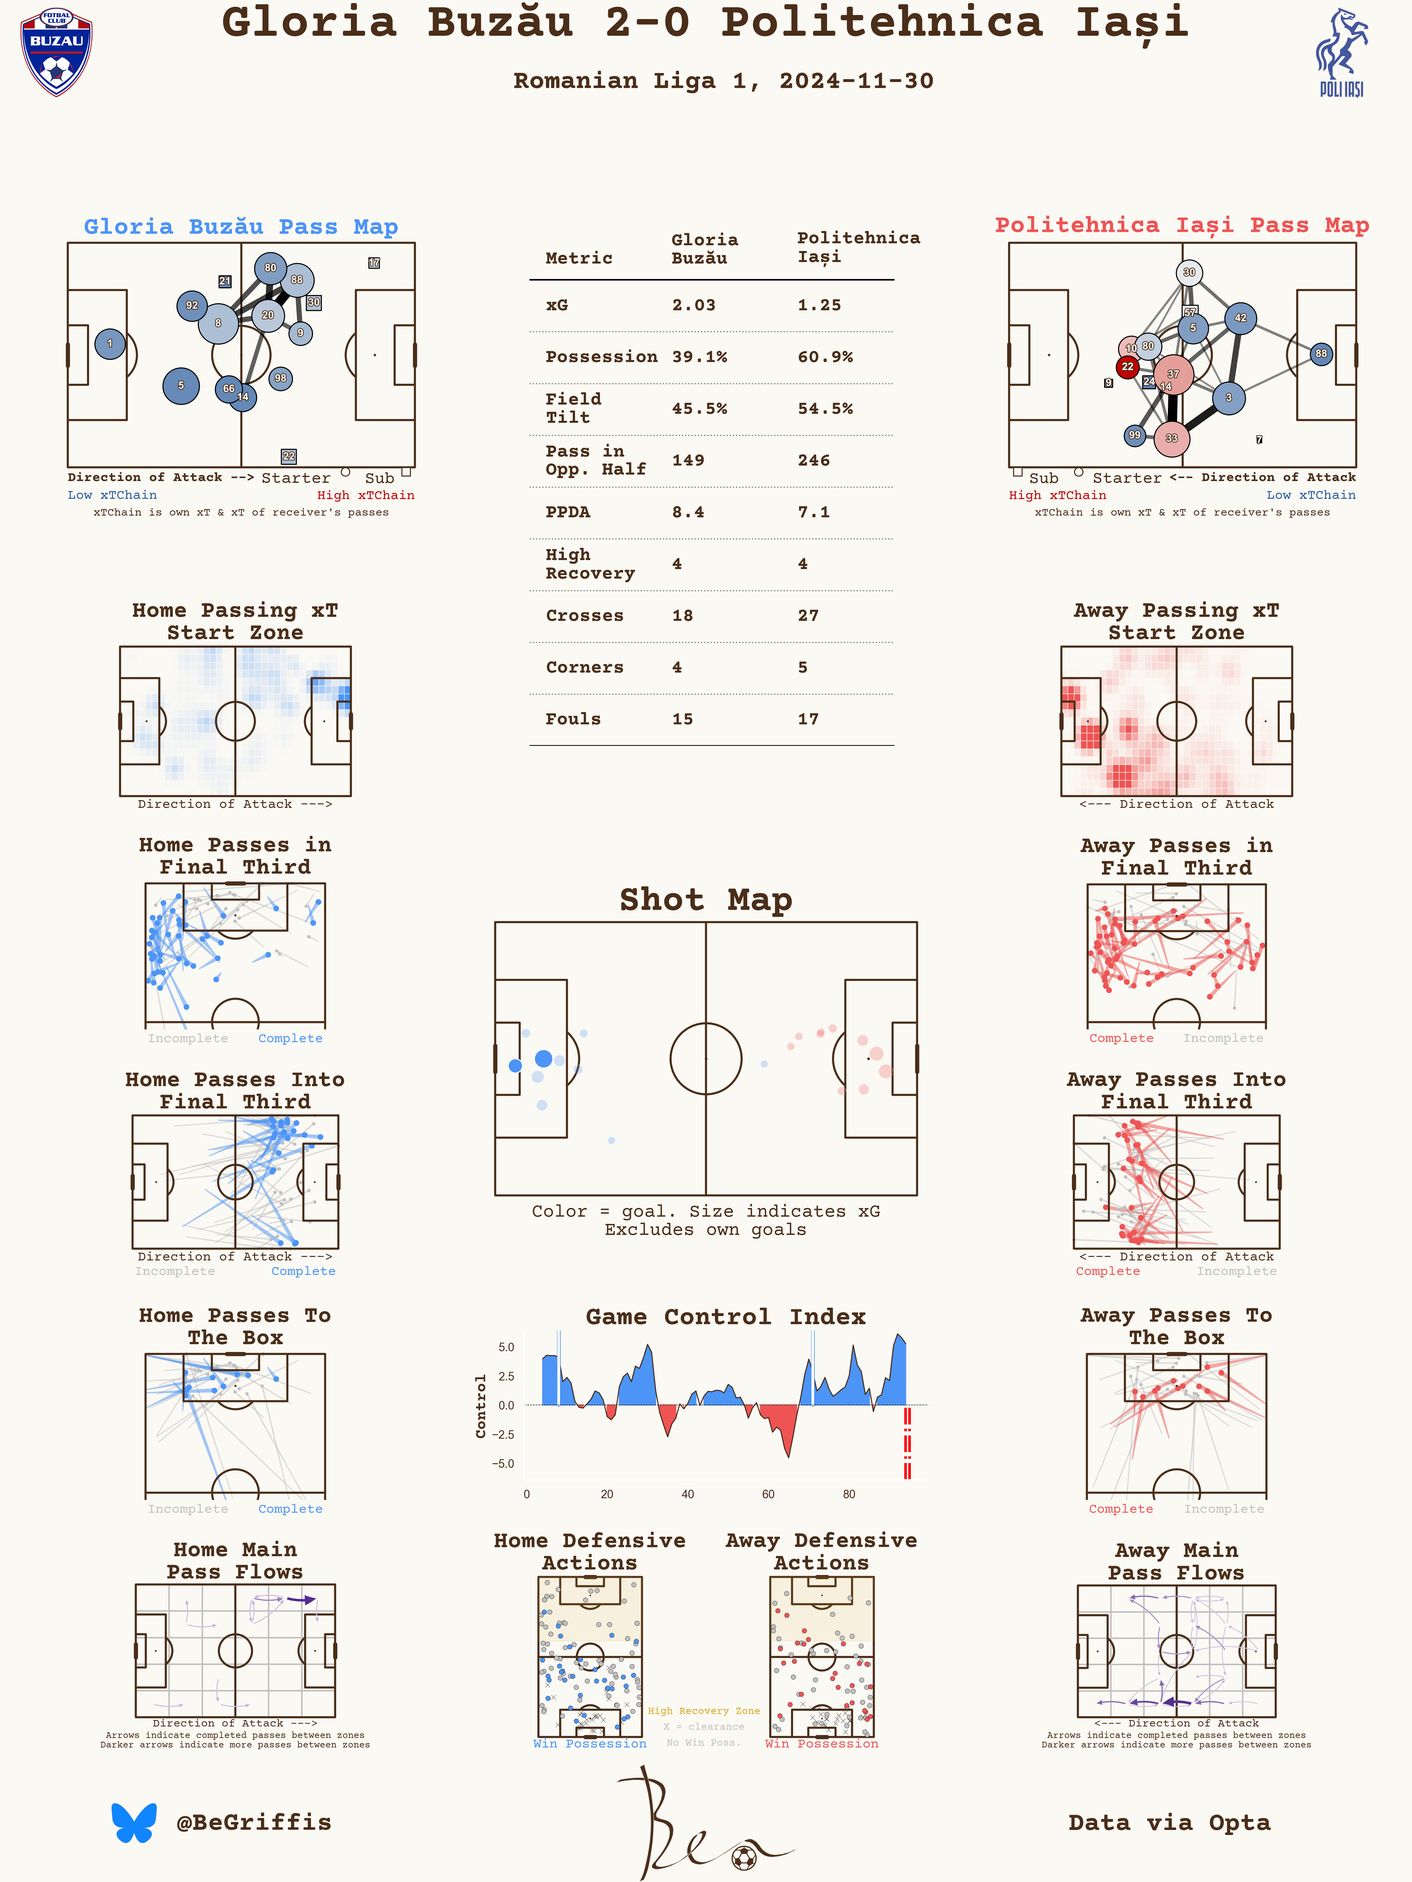 Gloria Buzău 2-0 Politehnica Iași
Romanian Liga 1, 2024-11-30
FOTBAL
CLUB
BUZAU
POLI IAȘI
Gloria Buzău Pass Map
80
88
17
21
30
92
8
20
9
1
5
66
14
98
22
Direction of Attack --> Starter Sub
Low xTChain High xTChain
xTChain is own xT & xT of receiver's passes
Metric Gloria Buzău Politehnica Iași
xG 2.03 1.25
Possession 39.1% 60.9%
Field Tilt 45.5% 54.5%
Pass in Opp. Half 149 246
PPDA 8.4 7.1
High Recovery 4 4
Crosses 18 27
Corners 4 5
Fouls 15 17
Politehnica Iași Pass Map
30
57
5
42
10
80
88
22
37
9
24
14
3
99
33
7
Sub Starter <-- Direction of Attack
High xTChain Low xTChain
xTChain is own xT & xT of receiver's passes
Home Passing xT
Start Zone
Direction of Attack --->
Away Passing xT
Start Zone
<--- Direction of Attack
Home Passes in
Final Third
Incomplete Complete
Away Passes in
Final Third
Complete Incomplete
Shot Map
Color = goal. Size indicates xG
Excludes own goals
Home Passes Into
Final Third
Direction of Attack --->
Incomplete Complete
Away Passes Into
Final Third
<--- Direction of Attack
Complete Incomplete
Home Passes To
The Box
Incomplete Complete
Game Control Index
Control
5.0
2.5
0.0
−2.5
−5.0
0 20 40 60 80
Away Passes To
The Box
Complete Incomplete
Home Main
Pass Flows
Direction of Attack --->
Arrows indicate completed passes between zones
Darker arrows indicate more passes between zones
Home Defensive
Actions
Win Possession
High Recovery Zone
X = clearance
No Win Poss.
Away Defensive
Actions
Win Possession
Away Main
Pass Flows
<--- Direction of Attack
Arrows indicate completed passes between zones
Darker arrows indicate more passes between zones
@BeGriffis
Ben
Data via Opta